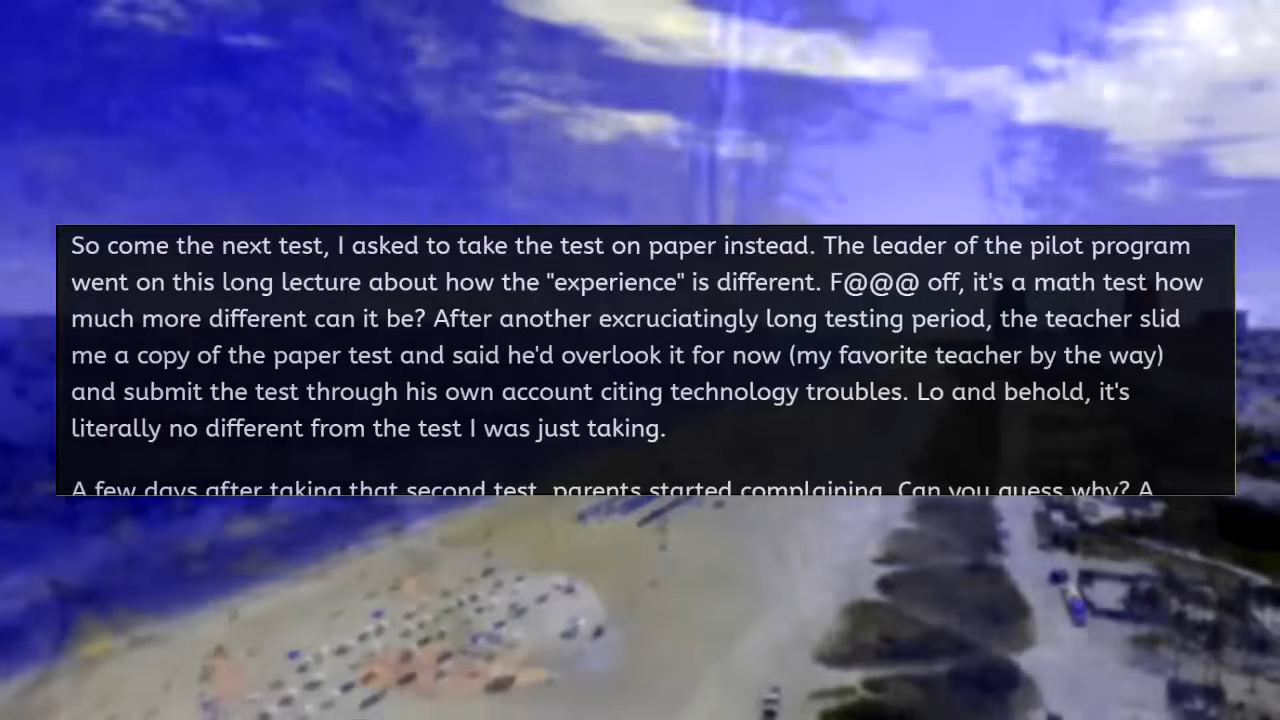 So come the next test, I asked to take the test on paper instead. The leader of the pilot program
went on this long lecture about how the "experience" is different. F@@@ off, it's a math test how
much more different can it be? After another excruciatingly long testing period, the teacher slid
me a copy of the paper test and said he'd overlook it for now (my favorite teacher by the way)
and submit the test through his own account citing technology troubles. Lo and behold, it's
literally no different from the test I was just taking.
A few days after taking that second test, parents started complaining. Can you guess why? A